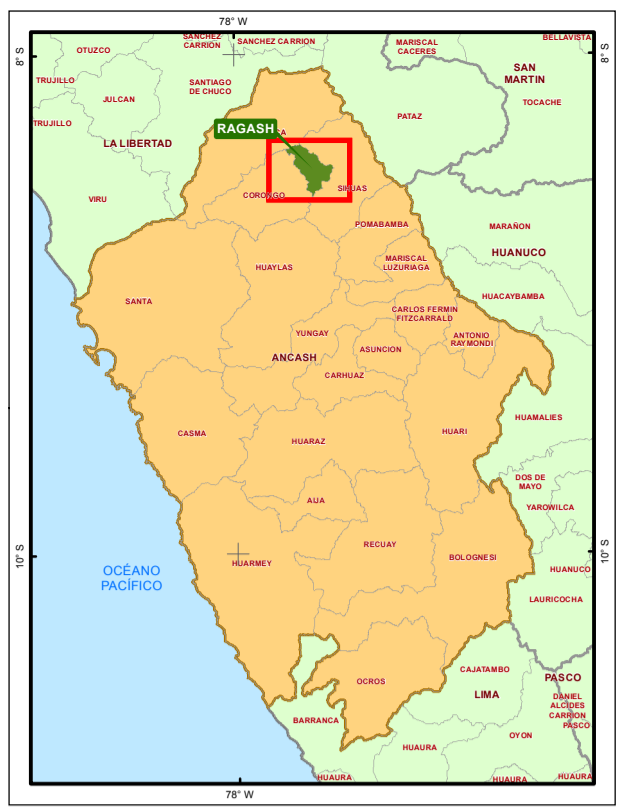 78° W
8° S
8° S
OTUZCO
SANCHEZ
CARRIÓN
SANCHEZ CARRION
MARISCAL
CACERES
BELLAVISTA
TRUJILLO
JULCAN
SANTIAGO
DE CHUCO
SAN
MARTIN
TOCACHE
PATAZ
TRUJILLO
RAGASH
LA LIBERTAD
VIRU
CORONGO
SIHUAS
POMABAMBA
MARAÑON
HUANUCO
HUAYLAS
MARISCAL
LUZURIAGA
SANTA
HUACAYBAMBA
CARLOS FERMIN
FITZCARRALD
YUNGAY
ANTONIO
RAYMONDI
ASUNCION
ANCASH
CARHUAZ
CASMA
HUARAZ
HUARI
HUAMALIES
DOS DE
MAYO
AIJA
YAROWILCA
RECUAY
BOLOGNESI
HUARMEY
HUANUCO
10° S
10° S
OCÉANO
PACÍFICO
LAURICOCHA
OCROS
CAJATAMBO
LIMA
PASCO
DANIEL
ALCIDES
CARRION
PASCO
BARRANCA
OYON
HUAURA
HUAURA
HUAURA
HUAURA
78° W